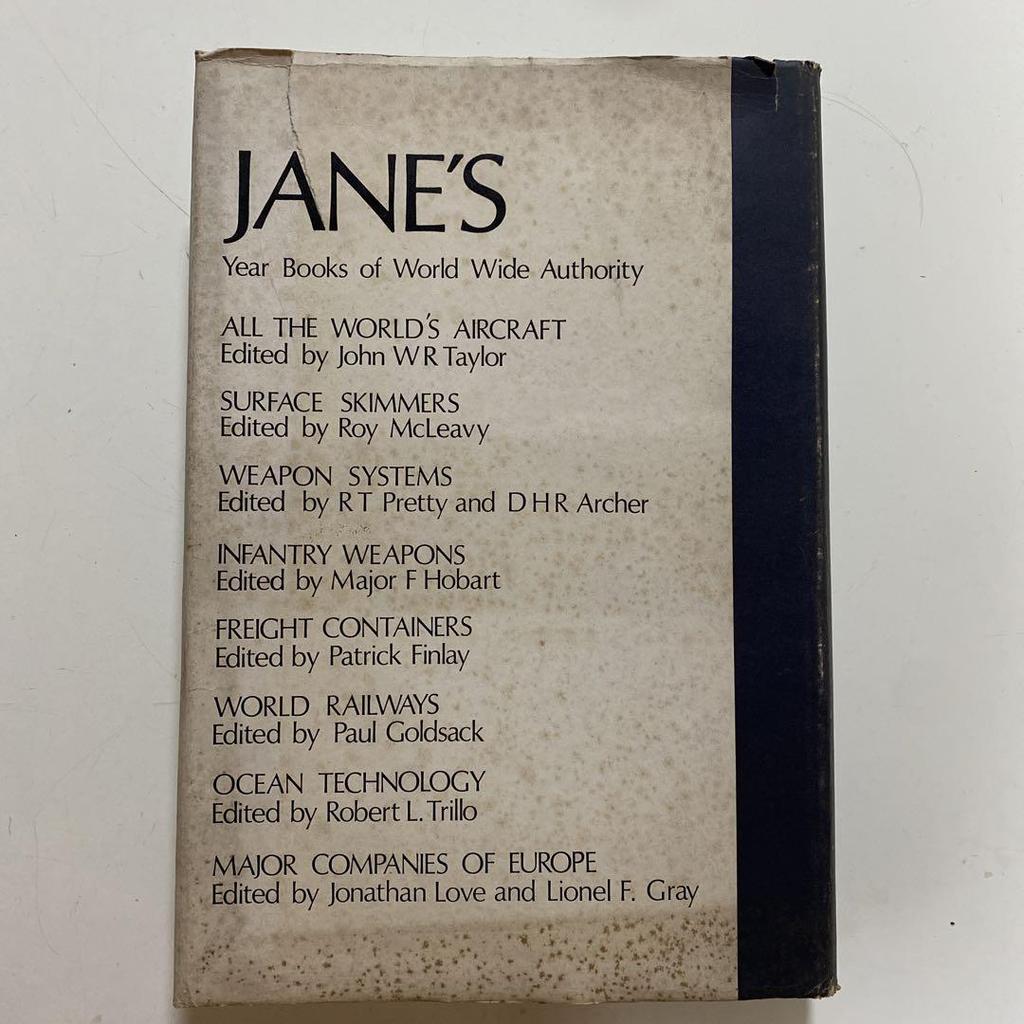 JANE'S
Year Books of World Wide Authority
ALL THE WORLD'S AIRCRAFT
Edited by John W R Taylor
SURFACE SKIMMERS
Edited by Roy McLeavy
WEAPON SYSTEMS
Edited by R T Pretty and D H R Archer
INFANTRY WEAPONS
Edited by Major F Hobart
FREIGHT CONTAINERS
Edited by Patrick Finlay
WORLD RAILWAYS
Edited by Paul Goldsack
OCEAN TECHNOLOGY
Edited by Robert L. Trillo
MAJOR COMPANIES OF EUROPE
Edited by Jonathan Love and Lionel F. Gray